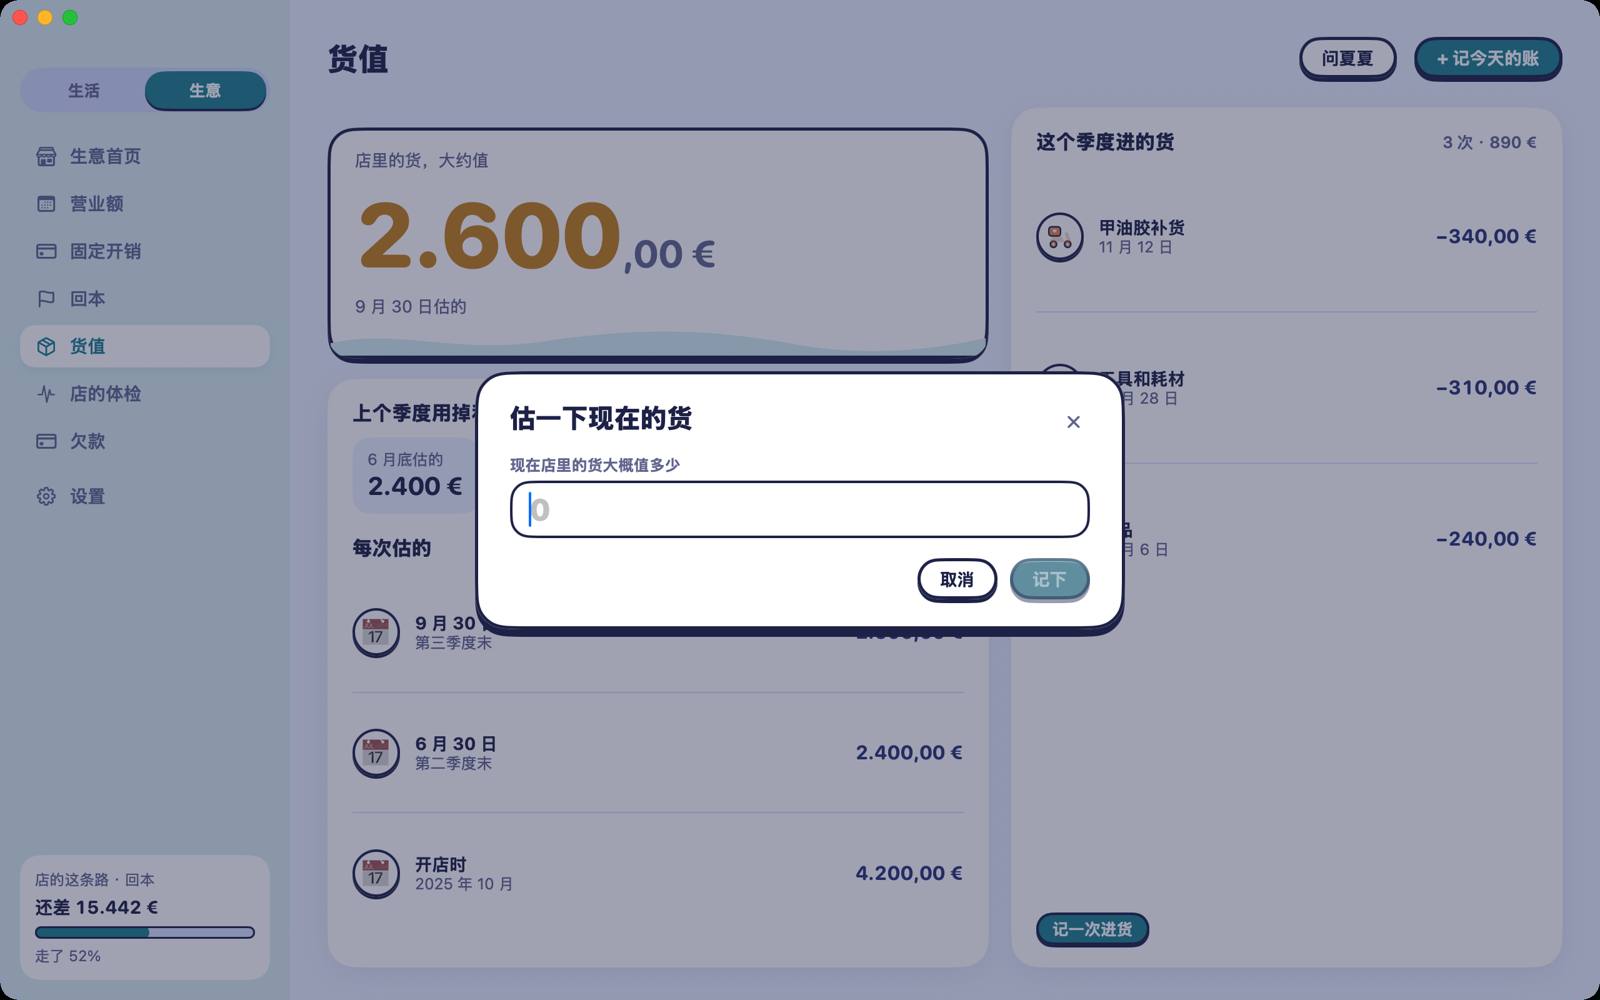 生活
生意
生意首页
营业额
固定开销
回本
货值
店的体检
欠款
设置
店的这条路 · 回本
还差 15.442 €
走了 52%
货值
问夏夏
+ 记今天的账
店里的货，大约值
2.600,00 €
9 月 30 日估的
上个季度用掉
6 月底估的
2.400 €
每次估的
17
9 月 30
第三季度末
17
6 月 30 日
第二季度末
2.400,00 €
17
开店时
2025 年 10 月
4.200,00 €
这个季度进的货
3 次 · 890 €
甲油胶补货
11 月 12 日
−340,00 €
具和耗材
月 28 日
−310,00 €
品
月 6 日
−240,00 €
记一次进货
估一下现在的货
×
现在店里的货大概值多少
0
取消
记下